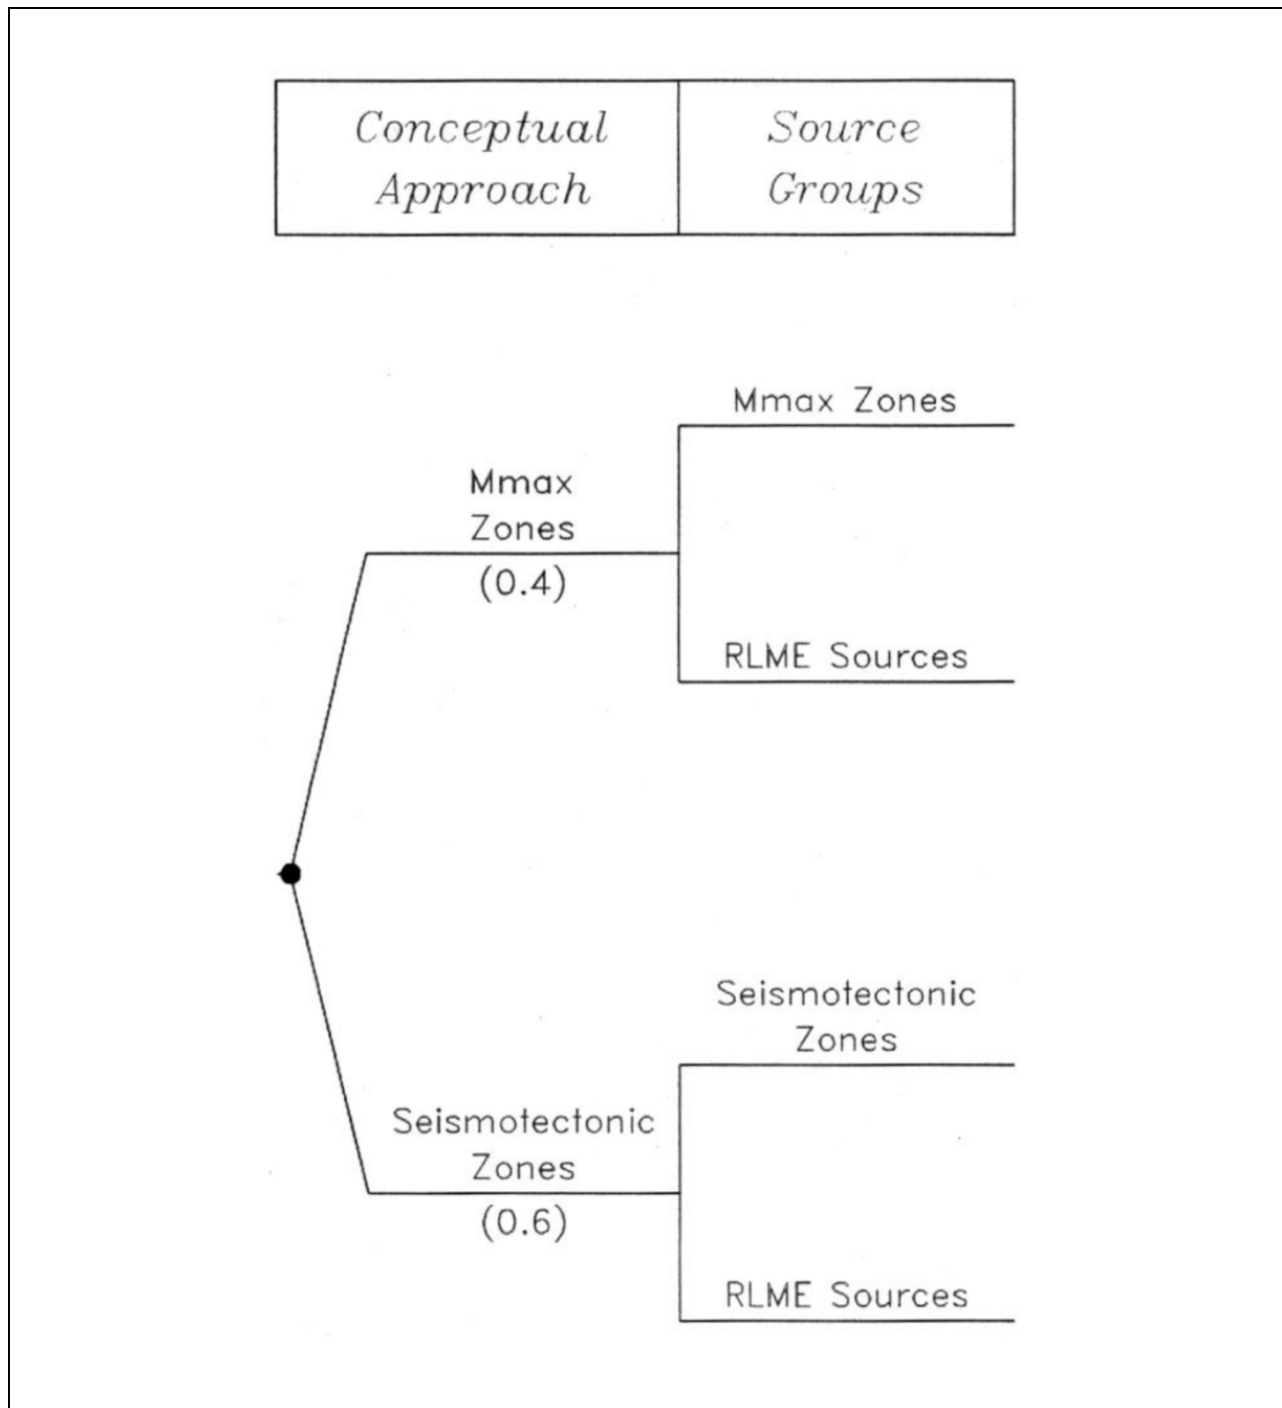 Conceptual
Approach
Source
Groups
Mmax Zones
Mmax
Zones
(0.4)
RLME Sources
Seismotectonic
Zones
Seismotectonic
Zones
(0.6)
RLME Sources